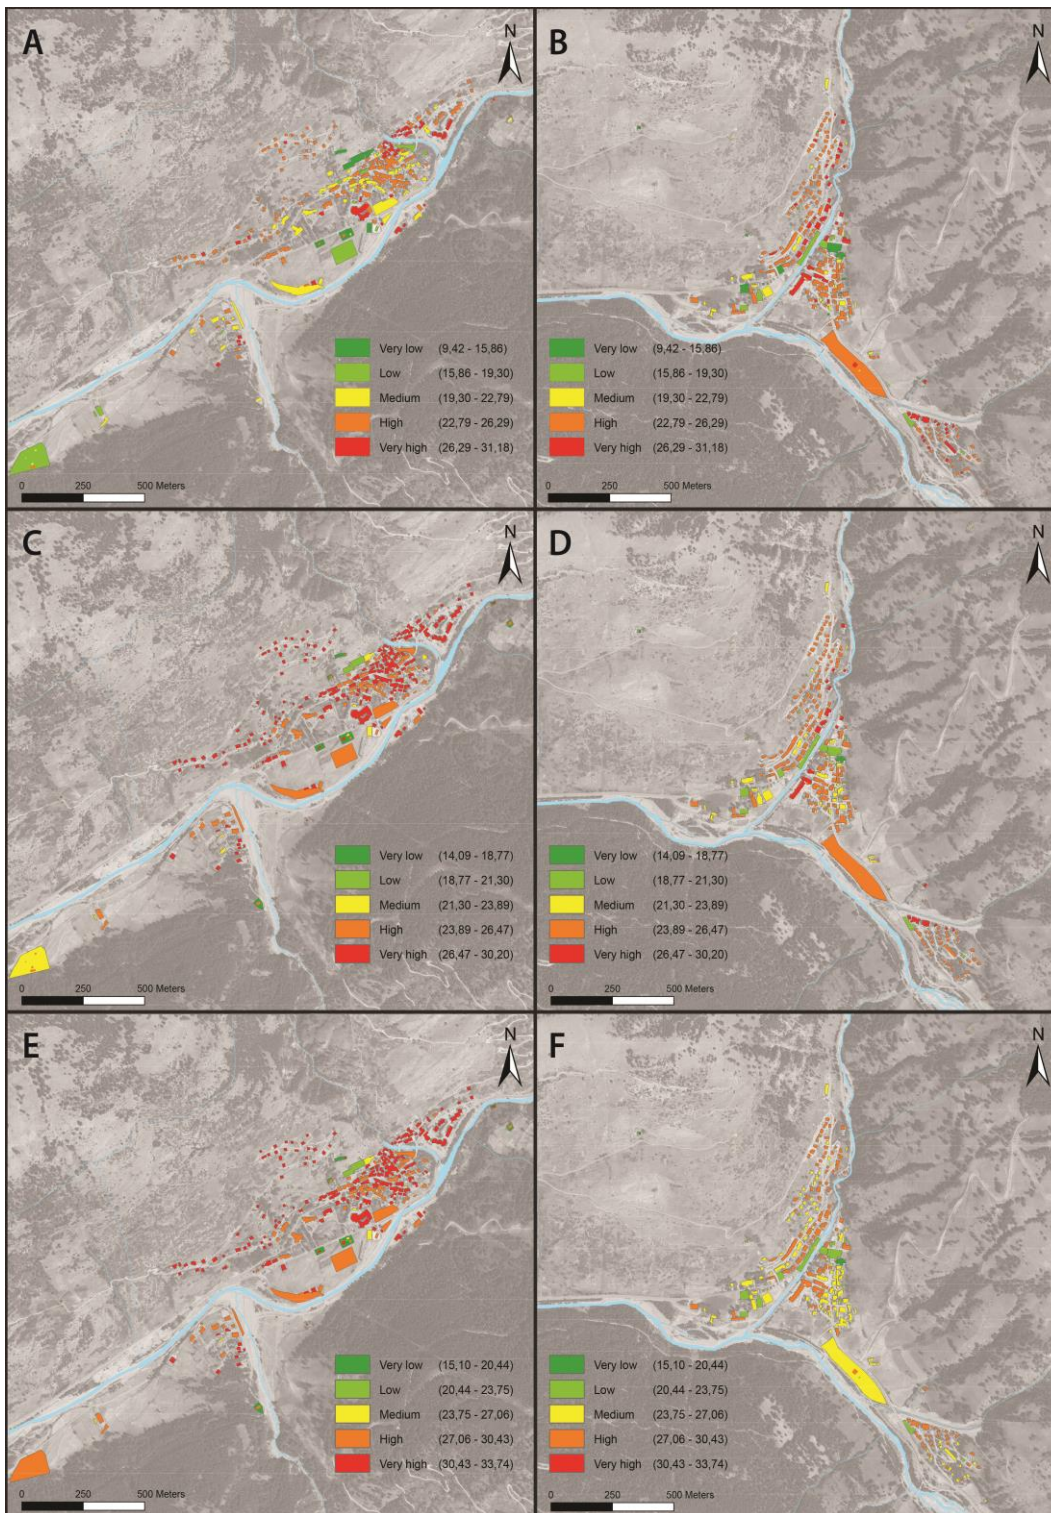 A
N
Very low (9,42 - 15,86)
Low (15,86 - 19,30)
Medium (19,30 - 22,79)
High (22,79 - 26,29)
Very high (26,29 - 31,18)
0 250 500 Meters
B
N
Very low (9,42 - 15,86)
Low (15,86 - 19,30)
Medium (19,30 - 22,79)
High (22,79 - 26,29)
Very high (26,29 - 31,18)
0 250 500 Meters
C
N
Very low (14,09 - 18,77)
Low (18,77 - 21,30)
Medium (21,30 - 23,89)
High (23,89 - 26,47)
Very high (26,47 - 30,20)
0 250 500 Meters
D
N
Very low (14,09 - 18,77)
Low (18,77 - 21,30)
Medium (21,30 - 23,89)
High (23,89 - 26,47)
Very high (26,47 - 30,20)
0 250 500 Meters
E
N
Very low (15,10 - 20,44)
Low (20,44 - 23,75)
Medium (23,75 - 27,06)
High (27,06 - 30,43)
Very high (30,43 - 33,74)
0 250 500 Meters
F
N
Very low (15,10 - 20,44)
Low (20,44 - 23,75)
Medium (23,75 - 27,06)
High (27,06 - 30,43)
Very high (30,43 - 33,74)
0 250 500 Meters